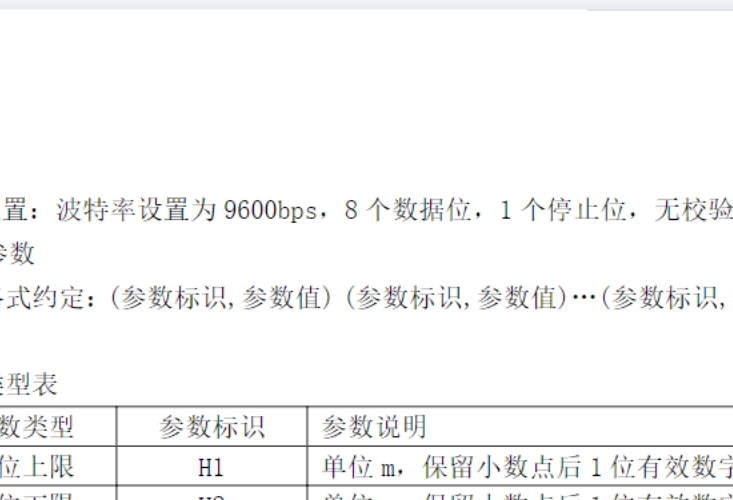 置：波特率设置为 9600bps，8 个数据位，1 个停止位，无校验
参数
式约定：(参数标识,参数值) (参数标识,参数值)…(参数标识,
型表
数类型 参数标识 参数说明
位上限 H1 单位 m，保留小数点后 1 位有效数字